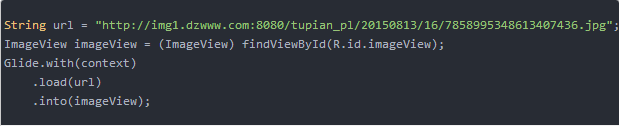 String url = "http://img1.dzwww.com:8080/tupian_pl/20150813/16/7858995348613407436.jpg";
ImageView imageView = (ImageView) findViewById(R.id.imageView);
Glide.with(context)
    .load(url)
    .into(imageView);